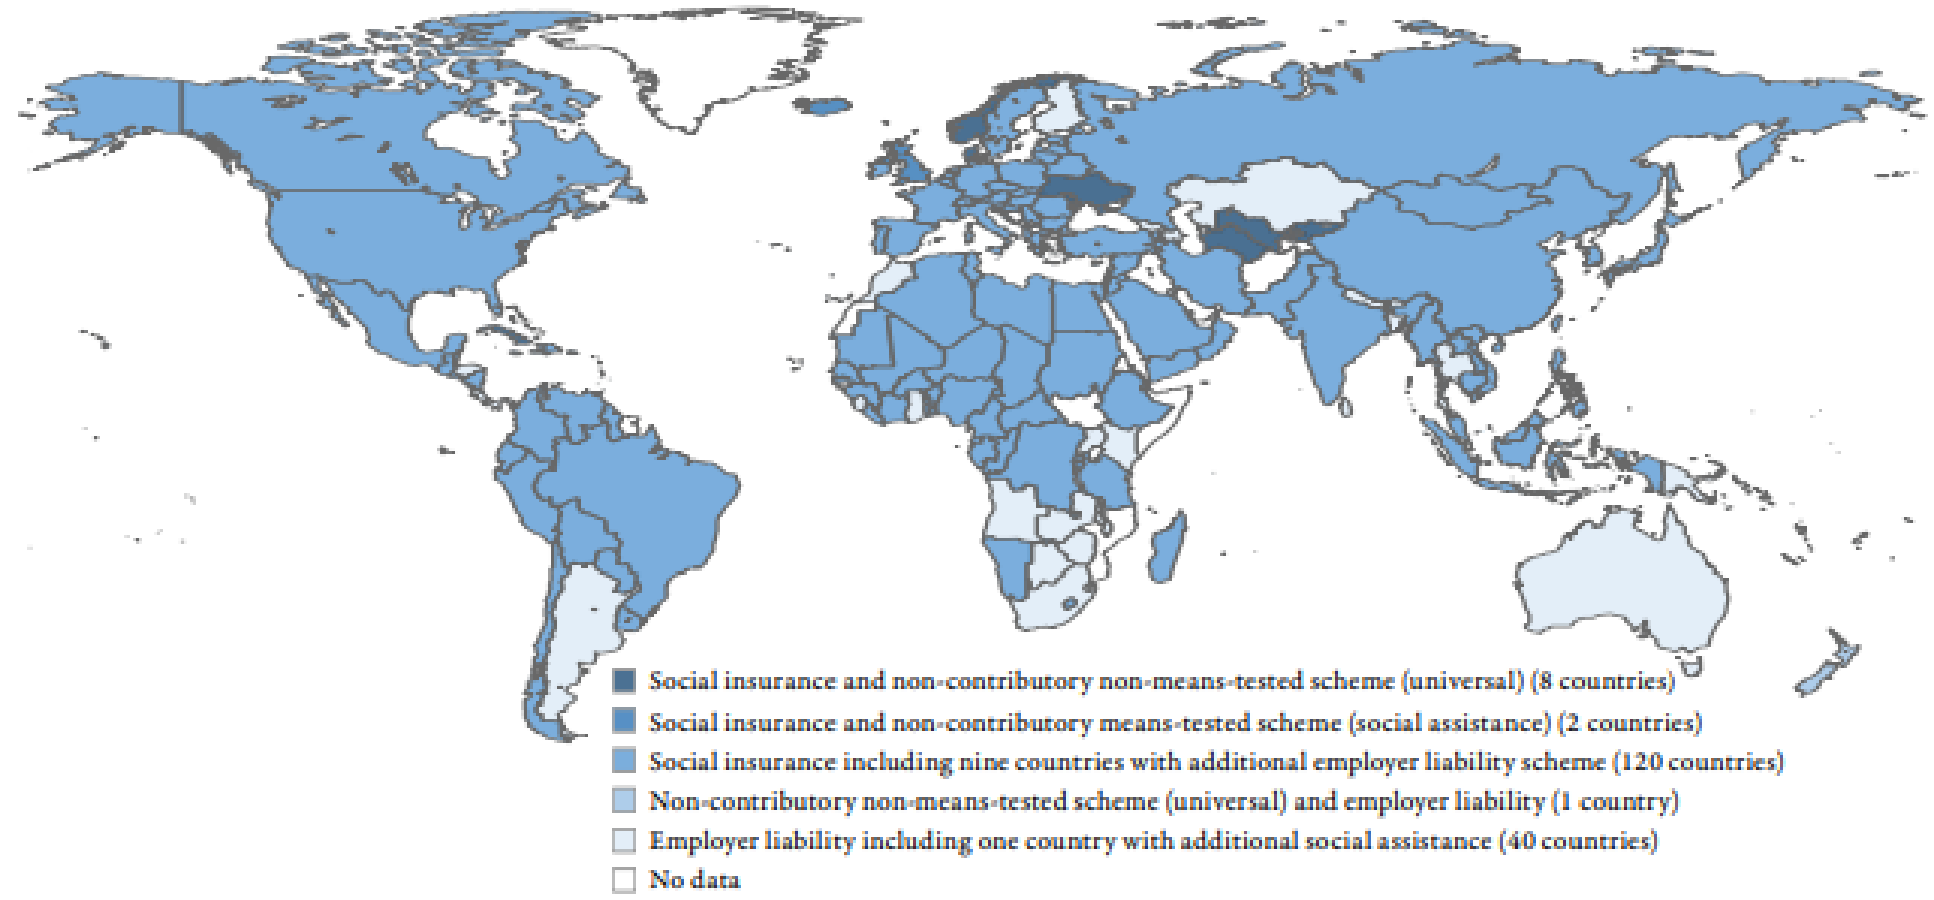 Social insurance and non-contributory non-means-tested scheme (universal) (8 countries)
Social insurance and non-contributory means-tested scheme (social assistance) (2 countries)
Social insurance including nine countries with additional employer liability scheme (120 countries)
Non-contributory non-means-tested scheme (universal) and employer liability (1 country)
Employer liability including one country with additional social assistance (40 countries)
No data